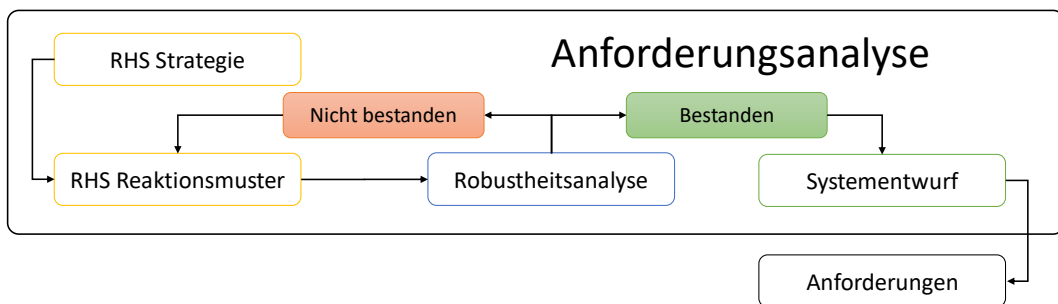 Anforderungsanalyse
RHS Strategie
Nicht bestanden
Bestanden
RHS Reaktionsmuster
Robustheitsanalyse
Systementwurf
Anforderungen